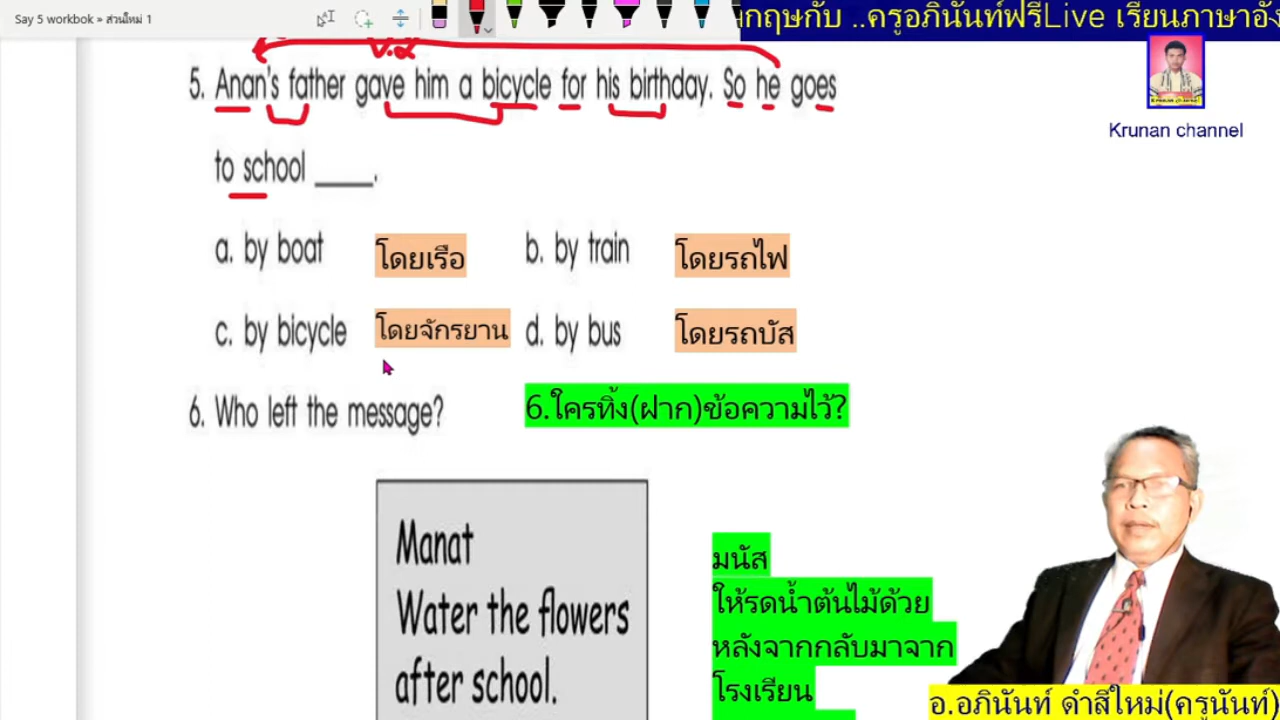 Say 5 workbok » ส่วนใหม่ 1
กฤษกับ ..ครูอภินันท์ฟรีLive เรียนภาษาอั
v.2
5. Anan's father gave him a bicycle for his birthday. So he goes
Krunan channel
to school ____.
a. by boat โดยเรือ b. by train โดยรถไฟ
c. by bicycle โดยจักรยาน d. by bus โดยรถบัส
6. Who left the message? 6.ใครทิ้ง(ฝาก)ข้อความไว้?
Manat
Water the flowers
after school.
มนัส
ให้รดน้ำต้นไม้ด้วย
หลังจากกลับมาจาก
โรงเรียน
อ.อภินันท์ ดำสีใหม่(ครูนันท์)